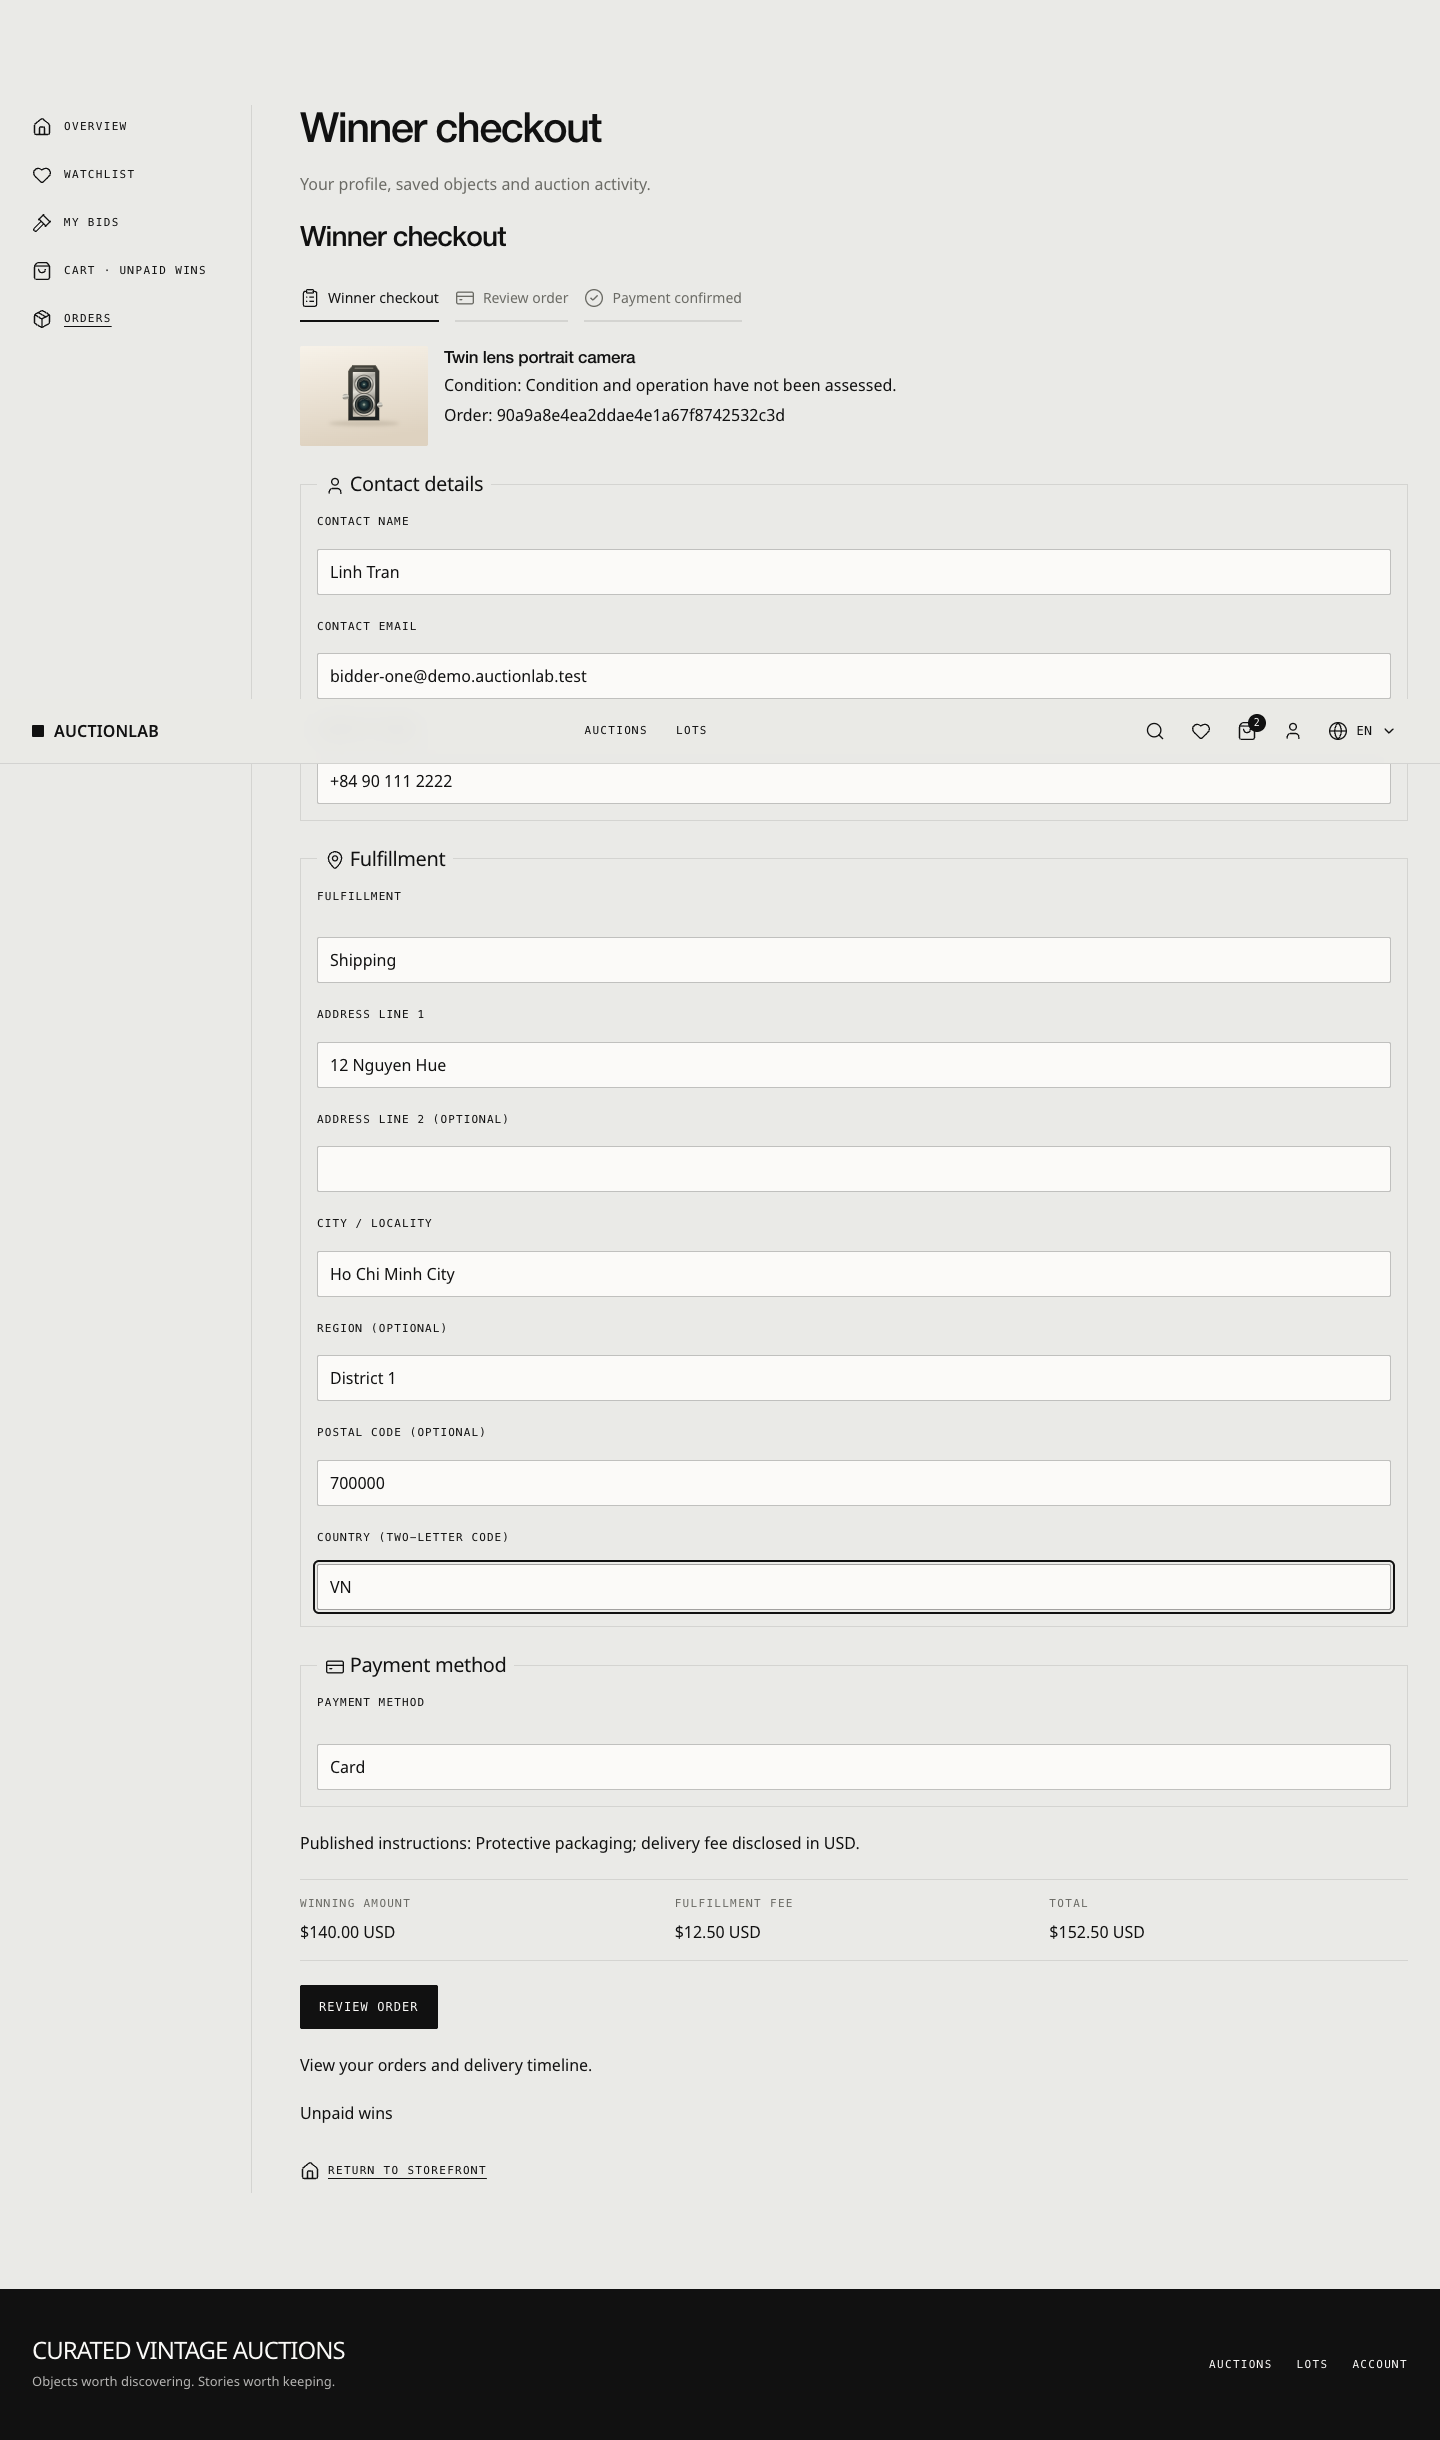 OVERVIEW
WATCHLIST
MY BIDS
CART · UNPAID WINS
ORDERS
Winner checkout
Your profile, saved objects and auction activity.
Winner checkout
Winner checkout
Review order
Payment confirmed
Twin lens portrait camera
Condition: Condition and operation have not been assessed.
Order: 90a9a8e4ea2ddae4e1a67f8742532c3d
Contact details
CONTACT NAME
Linh Tran
CONTACT EMAIL
bidder-one@demo.auctionlab.test
AUCTIONLAB
AUCTIONS
LOTS
2
EN
+84 90 111 2222
Fulfillment
FULFILLMENT
Shipping
ADDRESS LINE 1
12 Nguyen Hue
ADDRESS LINE 2 (OPTIONAL)
CITY / LOCALITY
Ho Chi Minh City
REGION (OPTIONAL)
District 1
POSTAL CODE (OPTIONAL)
700000
COUNTRY (TWO-LETTER CODE)
VN
Payment method
PAYMENT METHOD
Card
Published instructions: Protective packaging; delivery fee disclosed in USD.
WINNING AMOUNT
$140.00 USD
FULFILLMENT FEE
$12.50 USD
TOTAL
$152.50 USD
REVIEW ORDER
View your orders and delivery timeline.
Unpaid wins
RETURN TO STOREFRONT
CURATED VINTAGE AUCTIONS
Objects worth discovering. Stories worth keeping.
AUCTIONS
LOTS
ACCOUNT